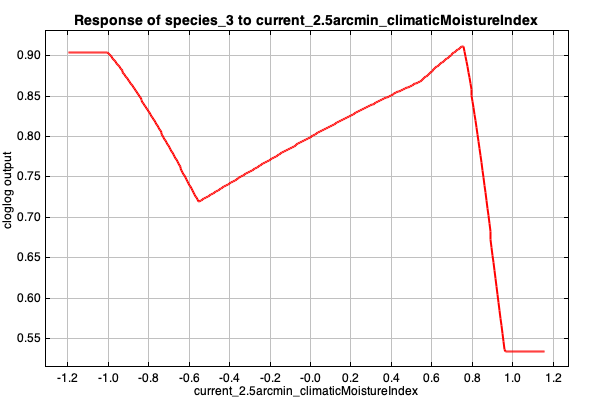 Response of species_3 to current_2.5arcmin_climaticMoistureIndex
cloglog output
0.90
0.85
0.80
0.75
0.70
0.65
0.60
0.55
-1.2 -1.0 -0.8 -0.6 -0.4 -0.2 -0.0 0.2 0.4 0.6 0.8 1.0 1.2
current_2.5arcmin_climaticMoistureIndex